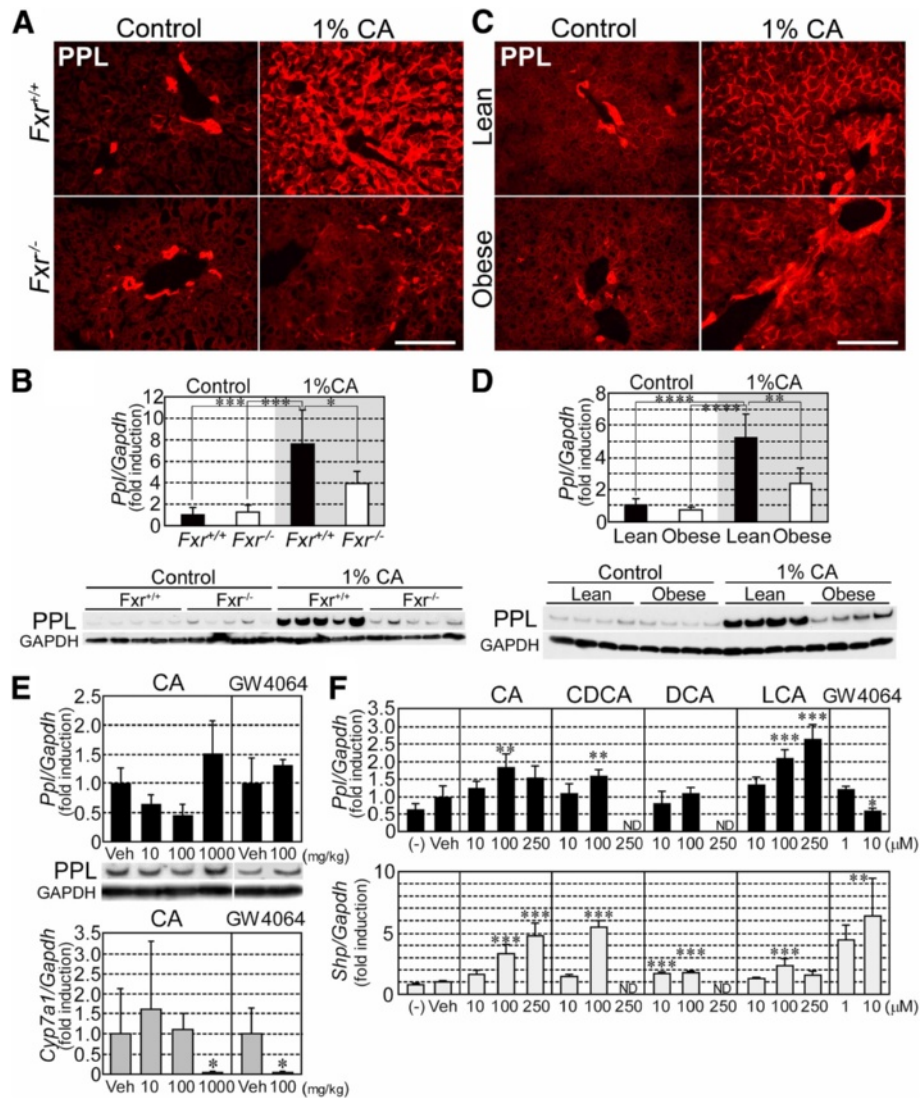 A
Control
1% CA
PPL
Fxr+/+
Fxr-/-
C
Control
1% CA
PPL
Lean
Obese
B
Control
1%CA
***
***
*
Ppl/Gapdh
(fold induction)
12
10
8
6
4
2
0
Fxr+/+ Fxr-/- Fxr+/+ Fxr-/-
Control
1% CA
Fxr+/+ Fxr-/- Fxr+/+ Fxr-/-
PPL
GAPDH
D
Control
1%CA
****
****
**
Ppl/Gapdh
(fold induction)
8
6
4
2
0
Lean Obese Lean Obese
Control
1% CA
Lean Obese Lean Obese
PPL
GAPDH
E
CA
GW4064
Ppl/Gapdh
(fold induction)
2.5
2.0
1.5
1.0
0.5
0
Veh 10 100 1000 Veh 100 (mg/kg)
PPL
GAPDH
CA
GW4064
Cyp7a1/Gapdh
(fold induction)
3.5
3.0
2.5
2.0
1.5
1.0
0.5
0
*
*
Veh 10 100 1000 Veh 100 (mg/kg)
F
CA
CDCA
DCA
LCA
GW4064
Ppl/Gapdh
(fold induction)
3.5
3.0
2.5
2.0
1.5
1.0
0.5
0
**
**
ND
ND
***
***
*
(-) Veh 10 100 250 10 100 250 10 100 250 10 100 250 1 10 (μM)
Shp/Gapdh
(fold induction)
10
5
0
***
***
***
ND
***
***
ND
***
**
(-) Veh 10 100 250 10 100 250 10 100 250 10 100 250 1 10 (μM)